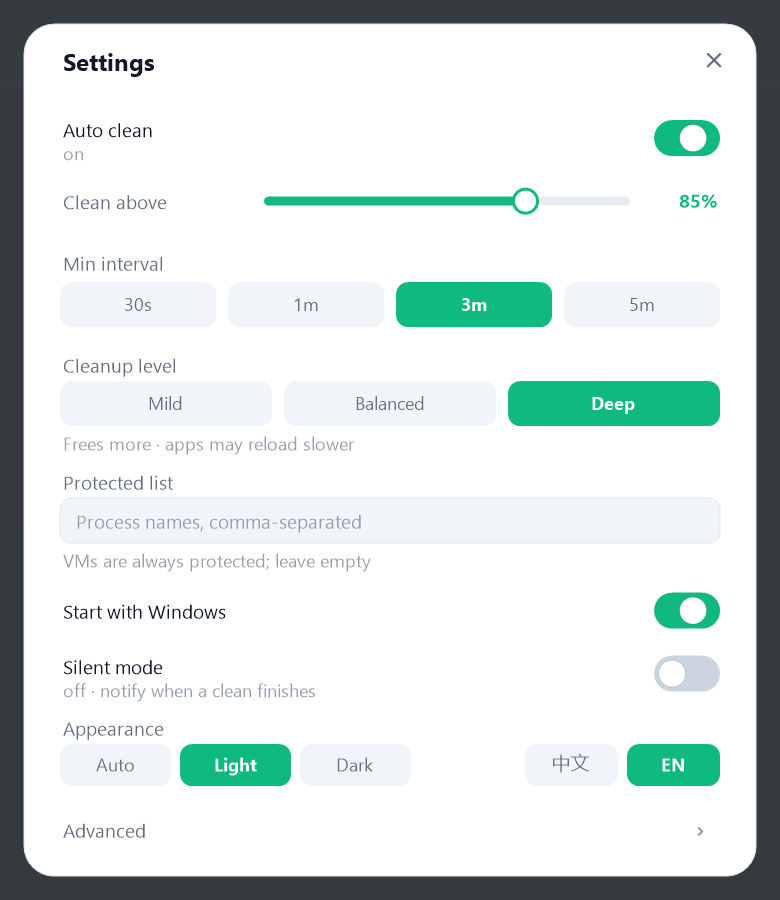 Settings
Auto clean
on
Clean above 85%
Min interval
30s 1m 3m 5m
Cleanup level
Mild Balanced Deep
Frees more · apps may reload slower
Protected list
Process names, comma-separated
VMs are always protected; leave empty
Start with Windows
Silent mode
off · notify when a clean finishes
Appearance
Auto Light Dark 中文 EN
Advanced